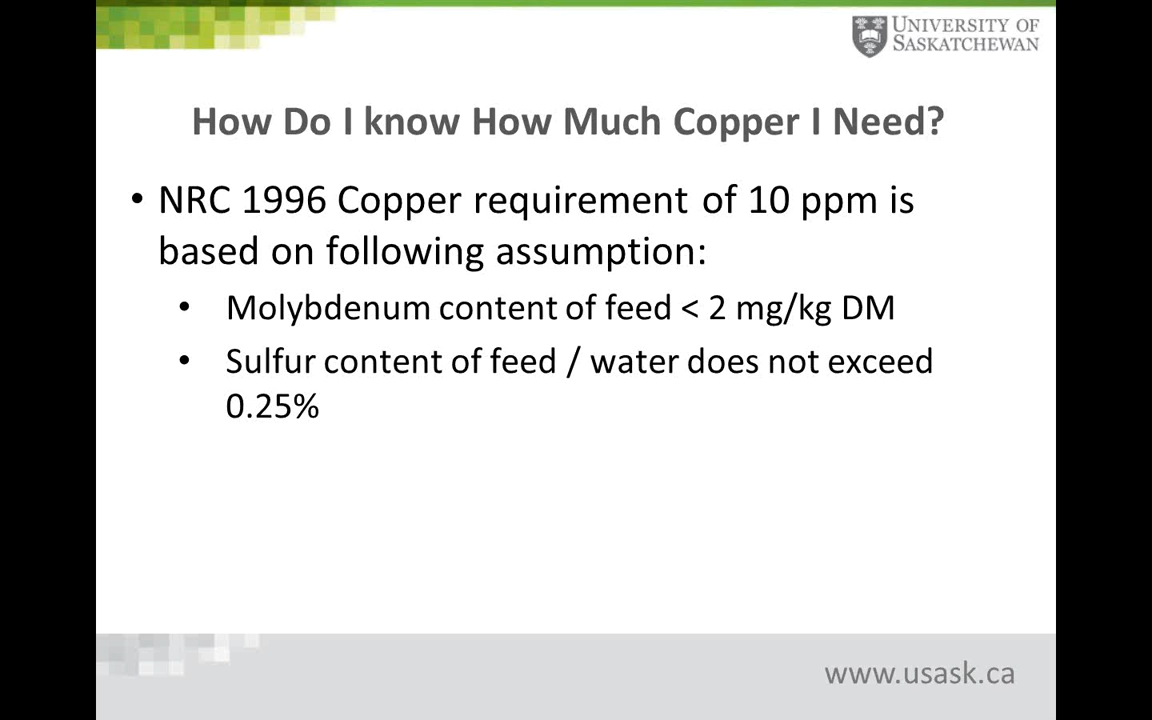 UNIVERSITY OF
SASKATCHEWAN
How Do I know How Much Copper I Need?
• NRC 1996 Copper requirement of 10 ppm is
based on following assumption:
• Molybdenum content of feed < 2 mg/kg DM
• Sulfur content of feed / water does not exceed
0.25%
www.usask.ca